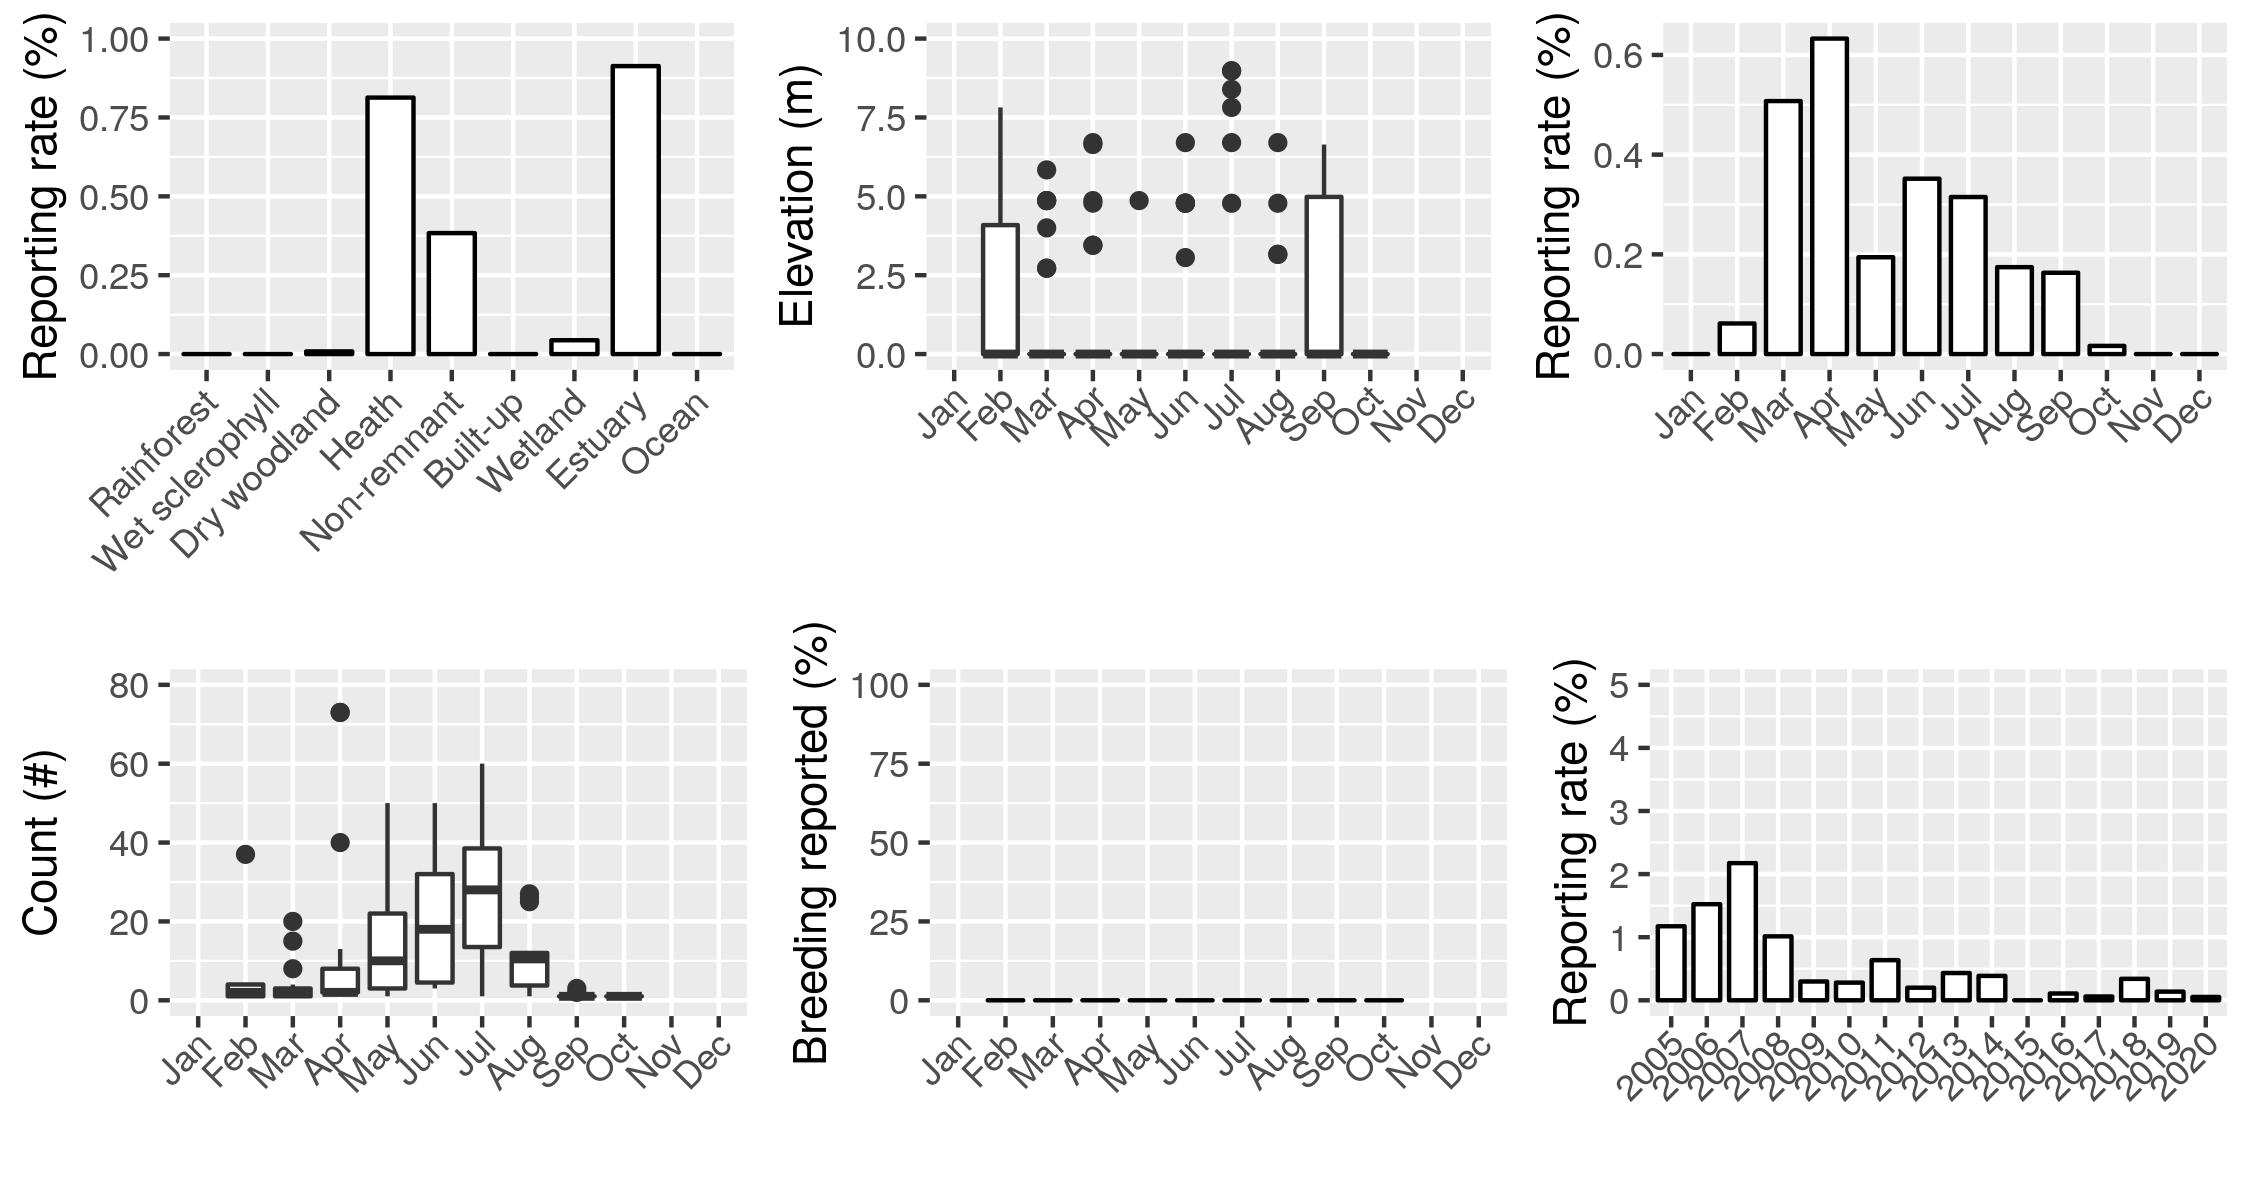 Reporting rate (%)
1.00
0.75
0.50
0.25
0.00
Rainforest
Wet sclerophyll
Dry woodland
Heath
Non-remnant
Built-up
Wetland
Estuary
Ocean
Elevation (m)
10.0
7.5
5.0
2.5
0.0
Jan
Feb
Mar
Apr
May
Jun
Jul
Aug
Sep
Oct
Nov
Dec
Reporting rate (%)
0.6
0.4
0.2
0.0
Jan
Feb
Mar
Apr
May
Jun
Jul
Aug
Sep
Oct
Nov
Dec
Count (#)
80
60
40
20
0
Jan
Feb
Mar
Apr
May
Jun
Jul
Aug
Sep
Oct
Nov
Dec
Breeding reported (%)
100
75
50
25
0
Jan
Feb
Mar
Apr
May
Jun
Jul
Aug
Sep
Oct
Nov
Dec
Reporting rate (%)
5
4
3
2
1
0
2005
2006
2007
2008
2009
2010
2011
2012
2013
2014
2015
2016
2017
2018
2019
2020